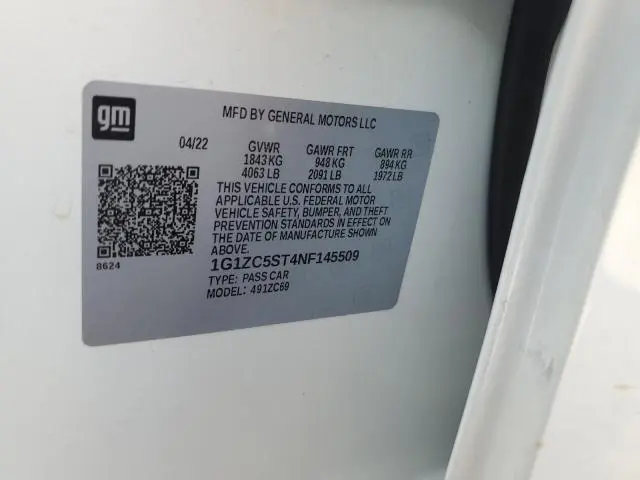 gm
MFD BY GENERAL MOTORS LLC
04/22 GVWR GAWR FRT GAWR RR
1843 KG 948 KG 894 KG
4063 LB 2091 LB 1972 LB
THIS VEHICLE CONFORMS TO ALL
APPLICABLE U.S. FEDERAL MOTOR
VEHICLE SAFETY, BUMPER, AND THEFT
PREVENTION STANDARDS IN EFFECT ON
THE DATE OF MANUFACTURE SHOWN
ABOVE.
8624
1G1ZC5ST4NF145509
TYPE: PASS CAR
MODEL: 491ZC69